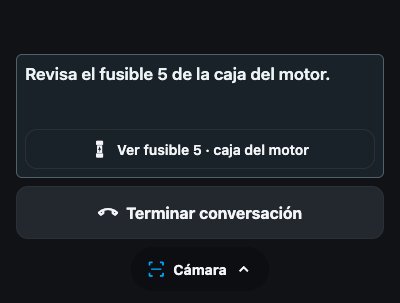 Revisa el fusible 5 de la caja del motor.
Ver fusible 5 · caja del motor
Terminar conversación
Cámara